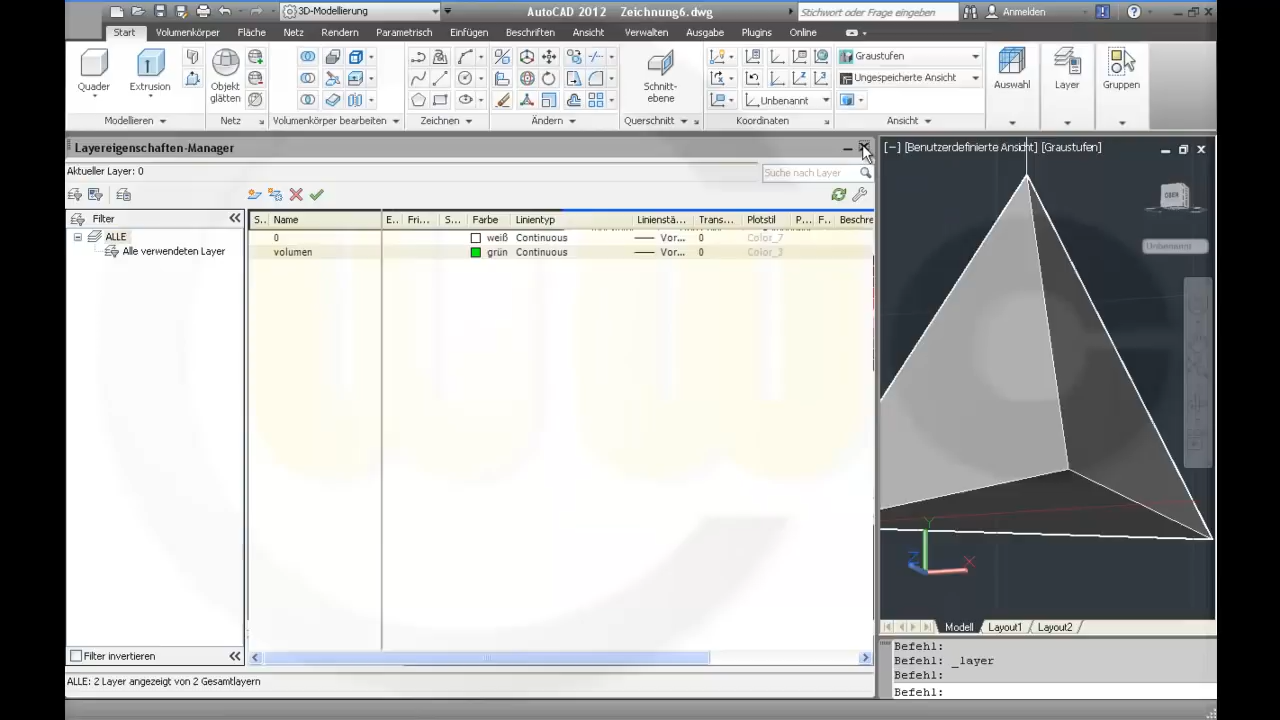 3D-Modellierung
AutoCAD 2012 Zeichnung6.dwg
Stichwort oder Frage eingeben
Anmelden
Start Volumenkörper Fläche Netz Rendern Parametrisch Einfügen Beschriften Ansicht Verwalten Ausgabe Plugins Online
Graustufen
Ungespeicherte Ansicht
Unbenannt
Quader Extrusion Objekt glätten Schnitt-ebene Auswahl Layer Gruppen
Modellieren Netz Volumenkörper bearbeiten Zeichnen Ändern Querschnitt Koordinaten Ansicht
Layereigenschaften-Manager
[−] [Benutzerdefinierte Ansicht] [Graustufen]
Aktueller Layer: 0
Suche nach Layer
OBEN
Filter
S.. Name E.. Fri... S... Farbe Linientyp Linienstä... Trans... Plotstil P... F.. Beschre
ALLE
0 weiß Continuous Vor... 0 Color_7
Alle verwendeten Layer
volumen grün Continuous Vor... 0 Color_3
Unbenannt
Y
Z X
Modell Layout1 Layout2
Filter invertieren
ALLE: 2 Layer angezeigt von 2 Gesamtlayern
Befehl:
Befehl: _layer
Befehl:
Befehl: